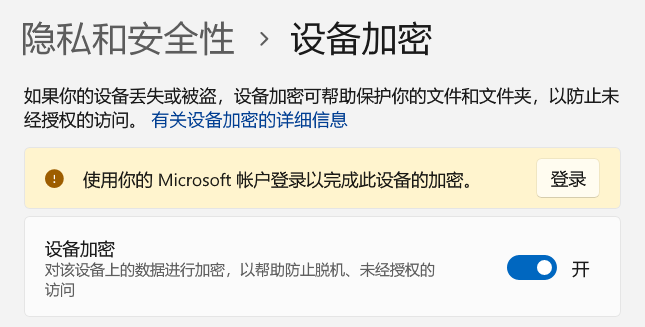 隐私和安全性 › 设备加密
如果你的设备丢失或被盗，设备加密可帮助保护你的文件和文件夹，以防止未
经授权的访问。 有关设备加密的详细信息
使用你的 Microsoft 帐户登录以完成此设备的加密。 登录
设备加密
对该设备上的数据进行加密，以帮助防止脱机、未经授权的
访问
开